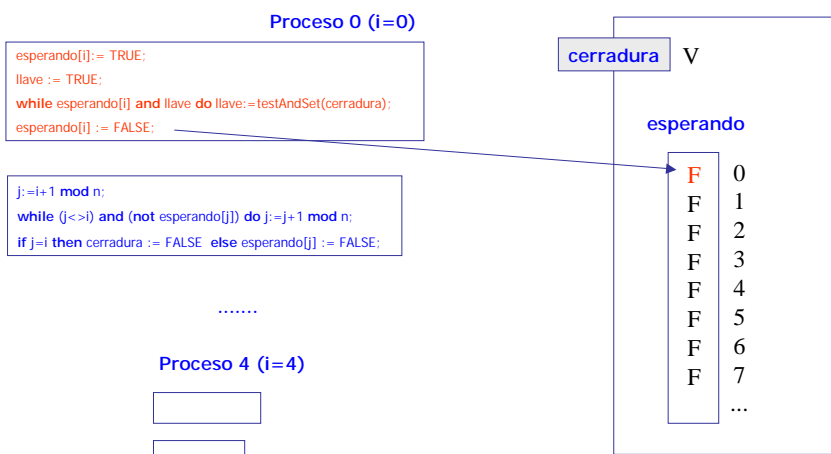 Proceso 0 (i=0)
esperando[i]:= TRUE;
llave := TRUE;
while esperando[i] and llave do llave:=testAndSet(cerradura);
esperando[i] := FALSE;
j:=i+1 mod n;
while (j<>i) and (not esperando[j]) do j:=j+1 mod n;
if j=i then cerradura := FALSE else esperando[j] := FALSE;
.......
Proceso 4 (i=4)
cerradura V
esperando
F 0
F 1
F 2
F 3
F 4
F 5
F 6
F 7
...